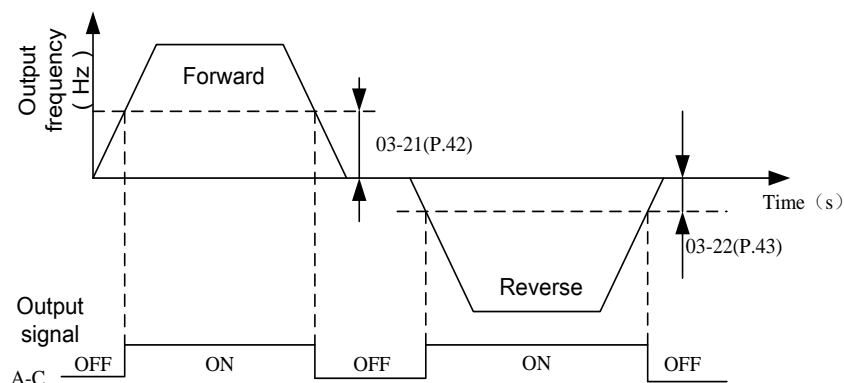 Output
frequency
( Hz )
Forward
03-21(P.42)
Time（s）
03-22(P.43)
Reverse
Output
signal
A-C
OFF
ON
OFF
ON
OFF